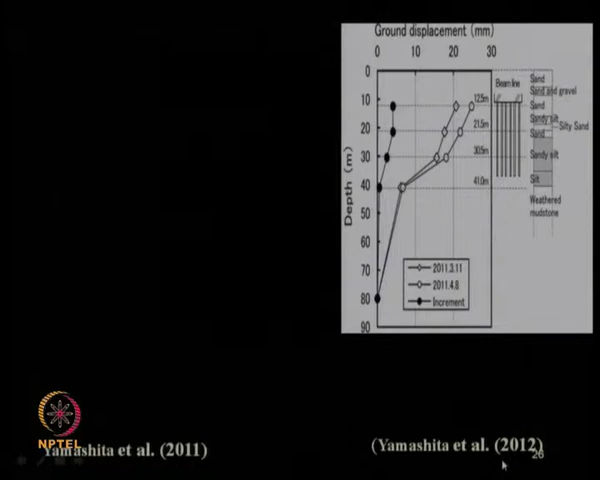 Ground displacement (mm)
0 10 20 30
0
10
20
30
40
50
60
70
80
90
Depth (m)
12.5m
21.5m
30.5m
41.0m
Beam line
Sand
Sand and gravel
Sand
Sandy silt
Silty Sand
Sand
Sandy silt
Silt
Weathered
mudstone
2011.3.11
2011.4.8
Increment
NPTEL
Yamashita et al. (2011)
(Yamashita et al. (2012)
26